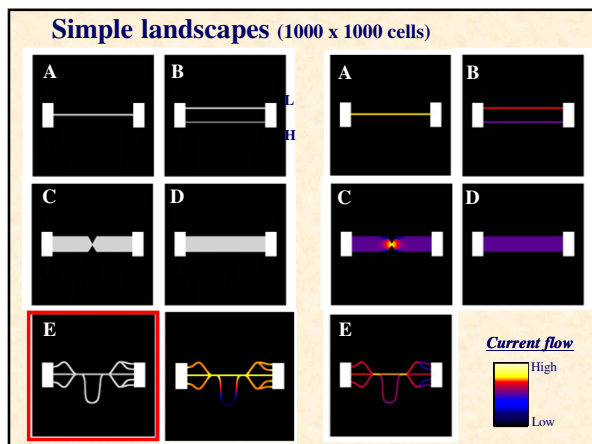 Simple landscapes (1000 x 1000 cells)
A
B
L
H
C
D
E
A
B
C
D
E
Current flow
High
Low